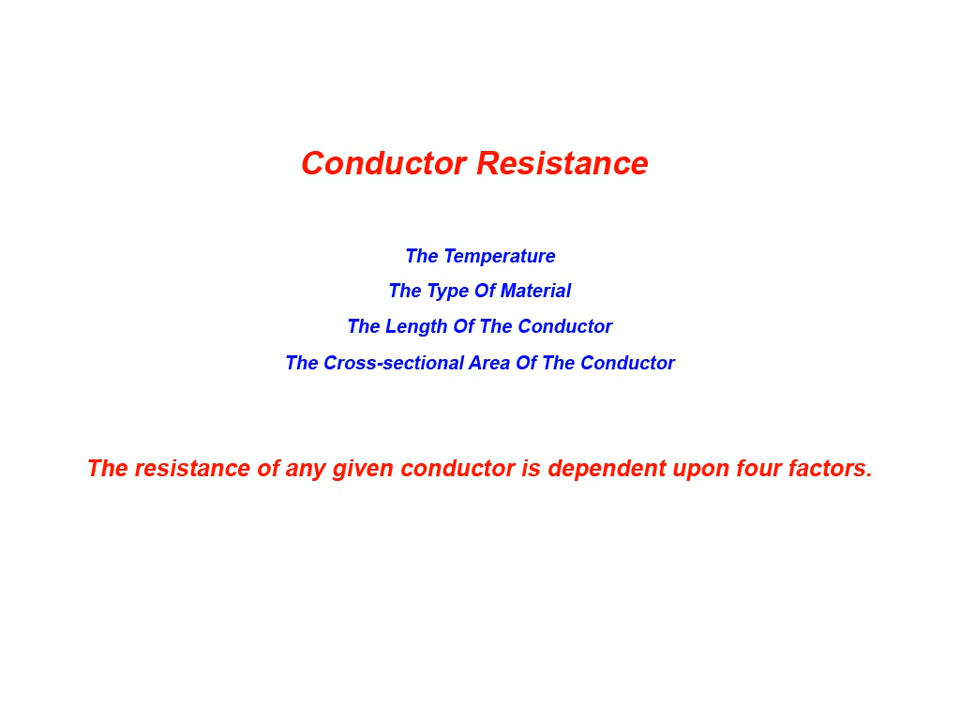 Conductor Resistance
The Temperature
The Type Of Material
The Length Of The Conductor
The Cross-sectional Area Of The Conductor
The resistance of any given conductor is dependent upon four factors.